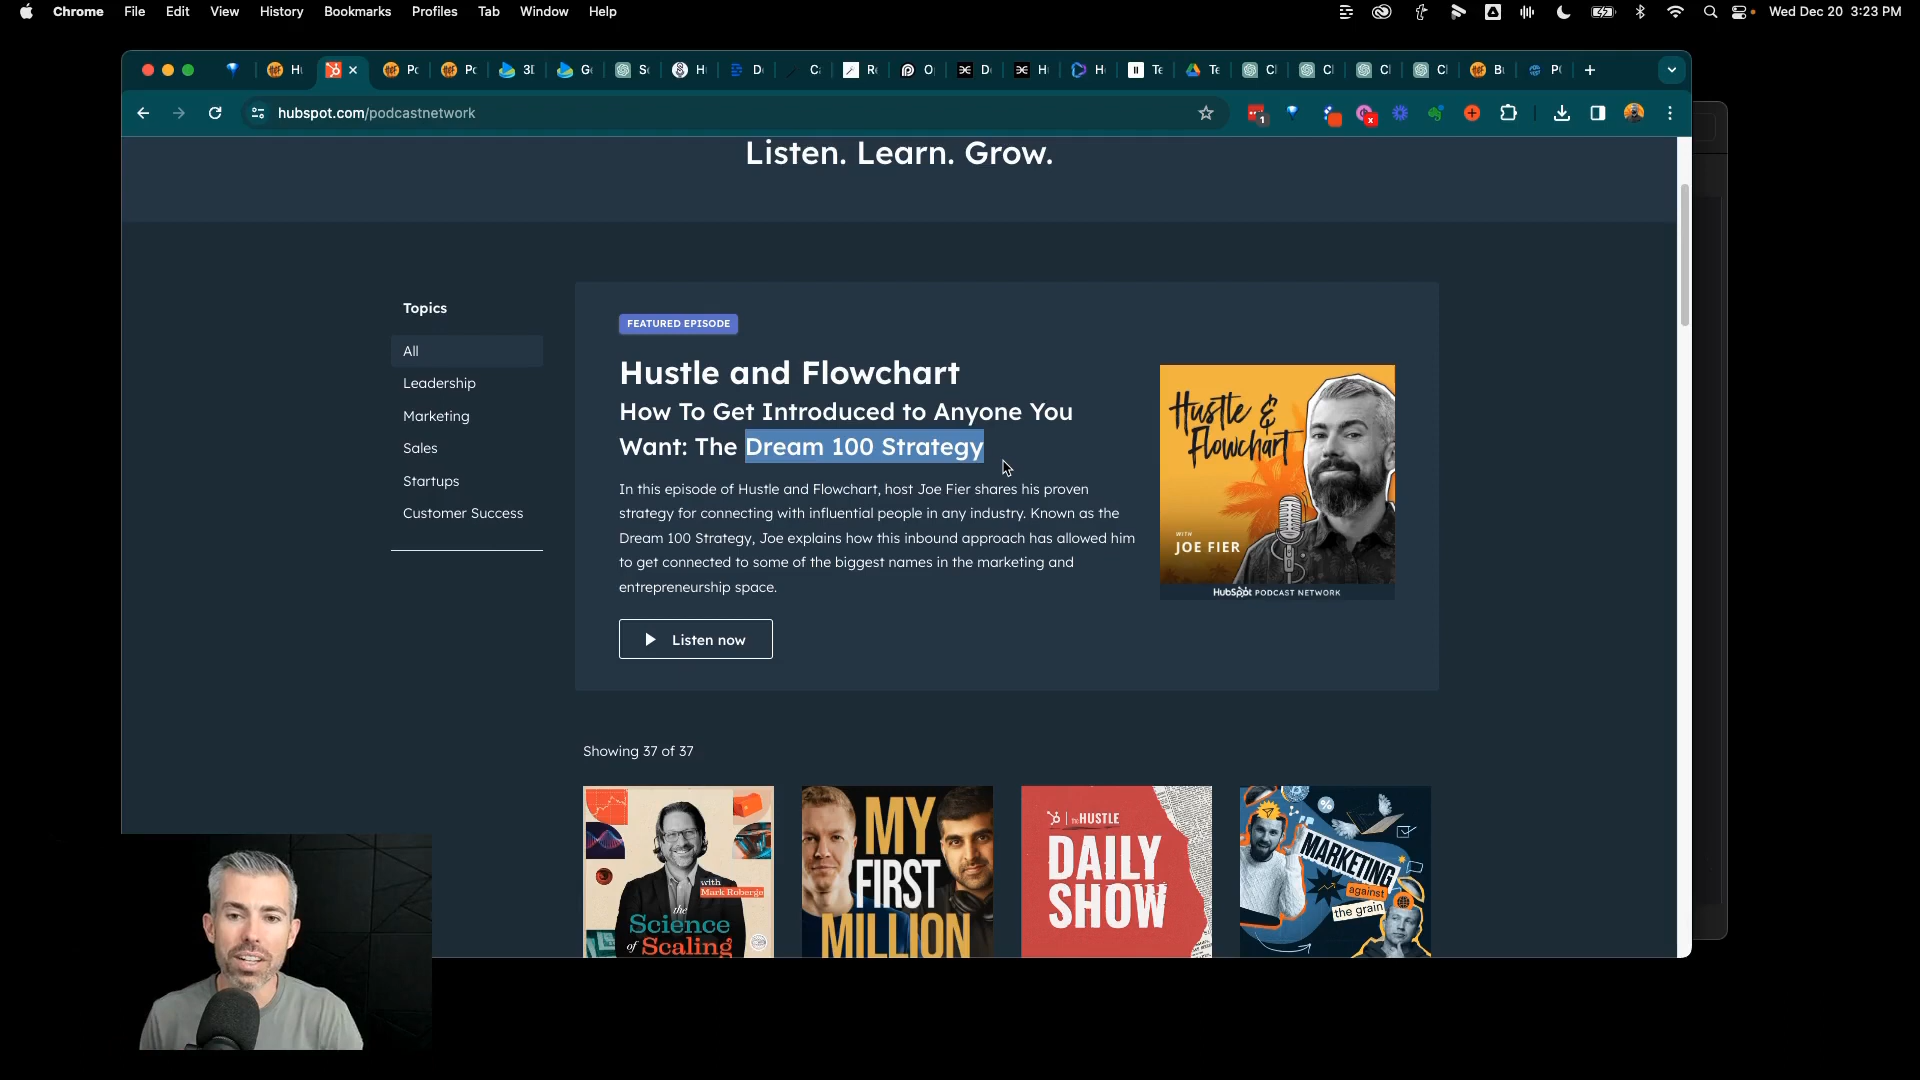 Chrome File Edit View History Bookmarks Profiles Tab Window Help
Wed Dec 20 3:23 PM
hubspot.com/podcastnetwork
Listen. Learn. Grow.
Topics
All
Leadership
Marketing
Sales
Startups
Customer Success
FEATURED EPISODE
Hustle and Flowchart
How To Get Introduced to Anyone You
Want: The Dream 100 Strategy
In this episode of Hustle and Flowchart, host Joe Fier shares his proven
strategy for connecting with influential people in any industry. Known as the
Dream 100 Strategy, Joe explains how this inbound approach has allowed him
to get connected to some of the biggest names in the marketing and
entrepreneurship space.
Listen now
Hustle &
Flowchart
WITH
JOE FIER
HubSpot PODCAST NETWORK
Showing 37 of 37
with
Mark Roberge
the
Science
of Scaling
MY
FIRST
MILLION
the HUSTLE
DAILY
SHOW
MARKETING
against
the grain